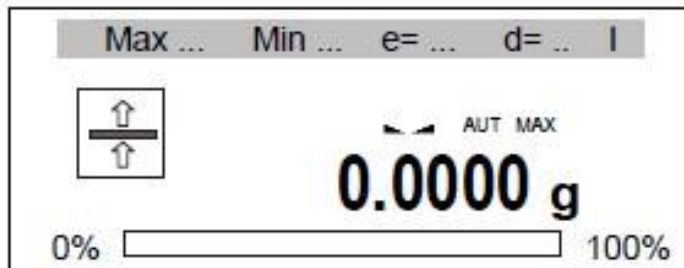 Max ... Min ... e= ... d= .. I
AUT MAX
0.0000 g
0% 100%